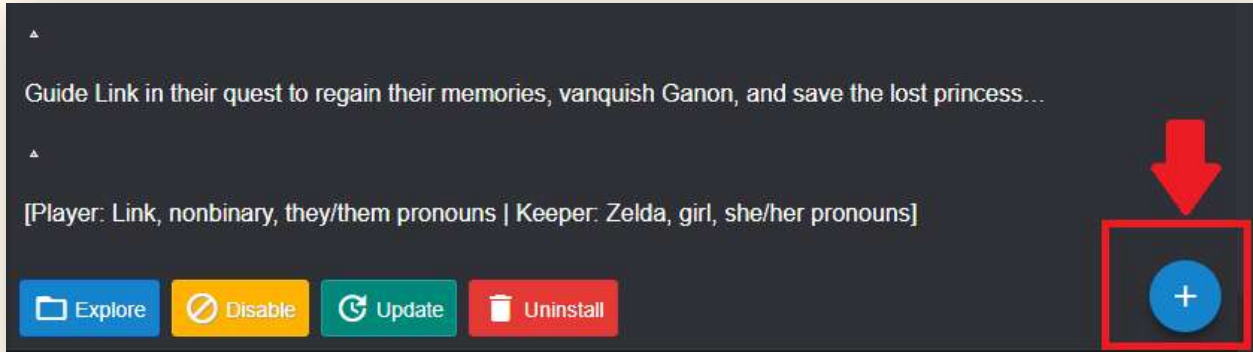 Guide Link in their quest to regain their memories, vanquish Ganon, and save the lost princess...
[Player: Link, nonbinary, they/them pronouns | Keeper: Zelda, girl, she/her pronouns]
Explore Disable Update Uninstall +